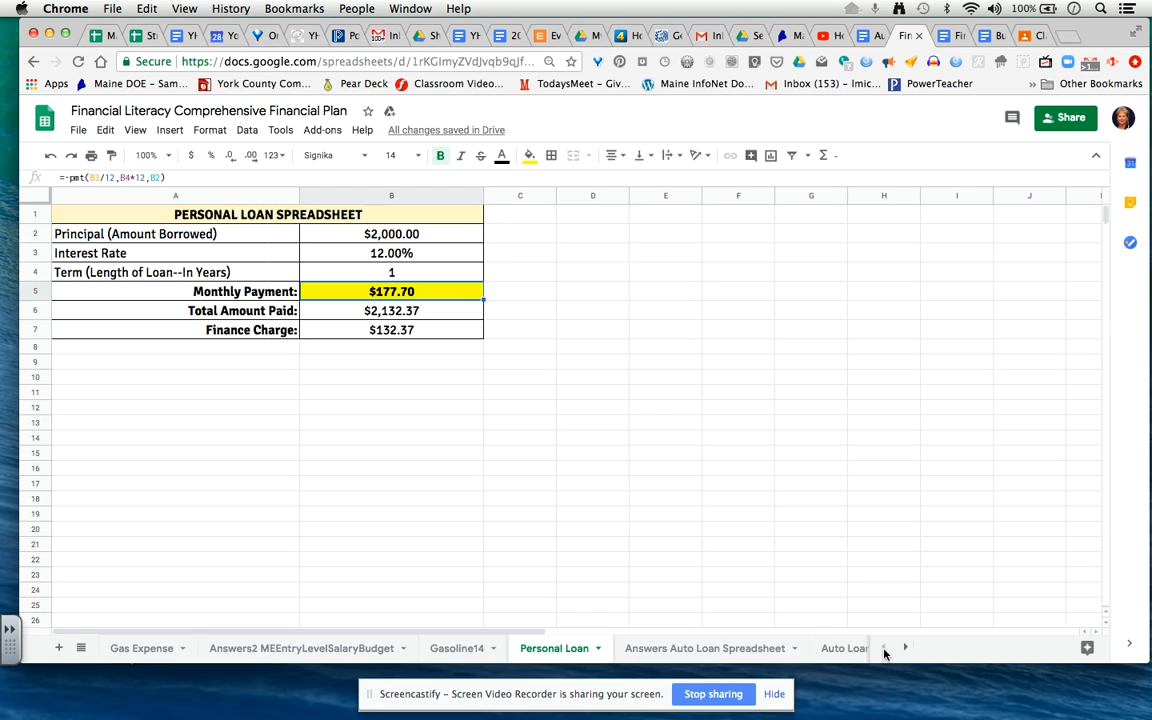 Chrome File Edit View History Bookmarks People Window Help 100%
Secure https://docs.google.com/spreadsheets/d/1rKGImyZVdJvqb9qJf...
Apps Maine DOE – Sam... York County Com... Pear Deck Classroom Video... TodaysMeet – Giv... Maine InfoNet Do... Inbox (153) – lmic... PowerTeacher » Other Bookmarks
Financial Literacy Comprehensive Financial Plan
Share
File Edit View Insert Format Data Tools Add-ons Help All changes saved in Drive
100% $ % .0 .00 123 Signika 14 B I S A Σ
fx =-pmt(B3/12,B4*12,B2)
A B C D E F G H I J
1 PERSONAL LOAN SPREADSHEET
2 Principal (Amount Borrowed) $2,000.00
3 Interest Rate 12.00%
4 Term (Length of Loan--In Years) 1
5 Monthly Payment: $177.70
6 Total Amount Paid: $2,132.37
7 Finance Charge: $132.37
8
9
10
11
12
13
14
15
16
17
18
19
20
21
22
23
24
25
26
+ Gas Expense Answers2 MEEntryLevelSalaryBudget Gasoline14 Personal Loan Answers Auto Loan Spreadsheet Auto Loan
Screencastify – Screen Video Recorder is sharing your screen. Stop sharing Hide